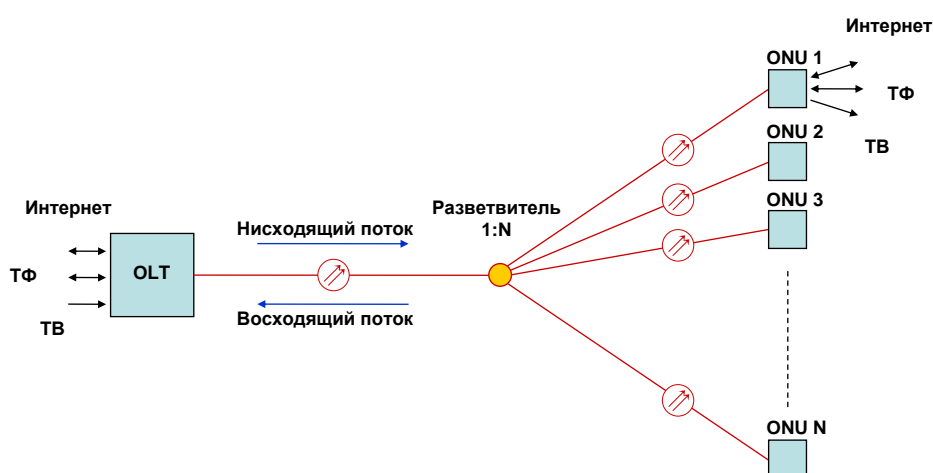 Интернет
ONU 1
ТФ
ONU 2
ТВ
ONU 3
Интернет
Разветвитель
1:N
Нисходящий поток
OLT
ТФ
ТВ
Восходящий поток
ONU N